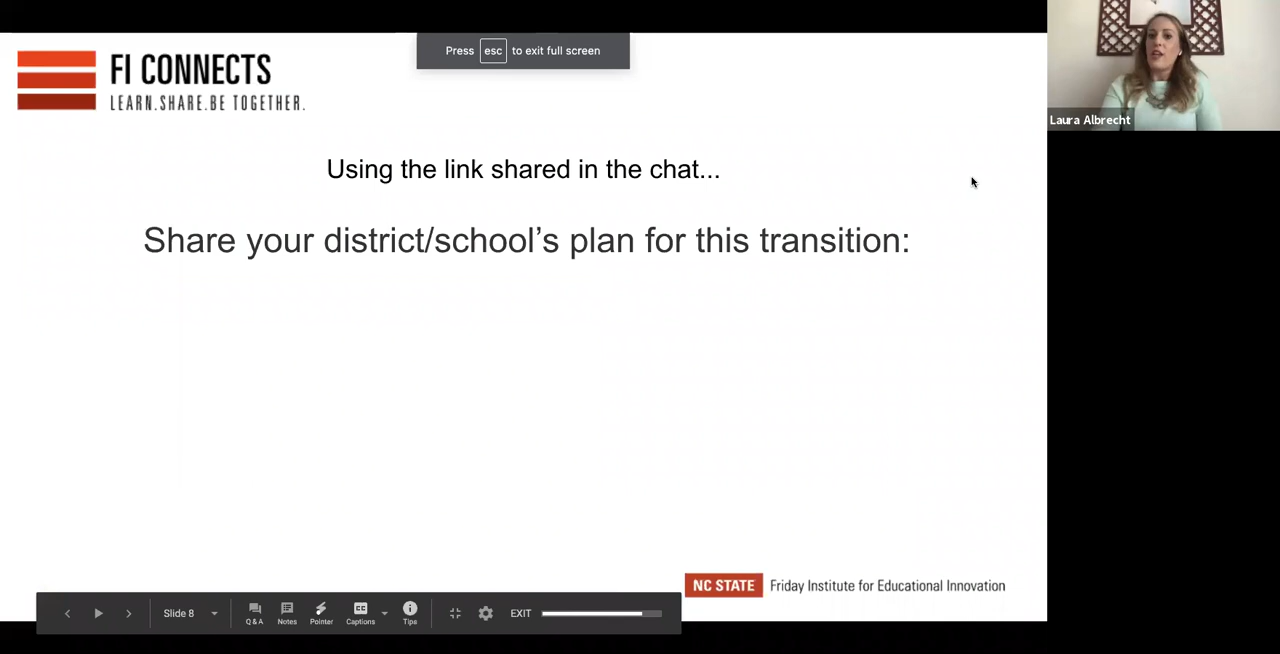 Press esc to exit full screen
FI CONNECTS
LEARN.SHARE.BE TOGETHER.
Laura Albrecht
Using the link shared in the chat...
Share your district/school’s plan for this transition:
NC STATE Friday Institute for Educational Innovation
Slide 8
Q & A
Notes
Pointer
Captions
Tips
EXIT